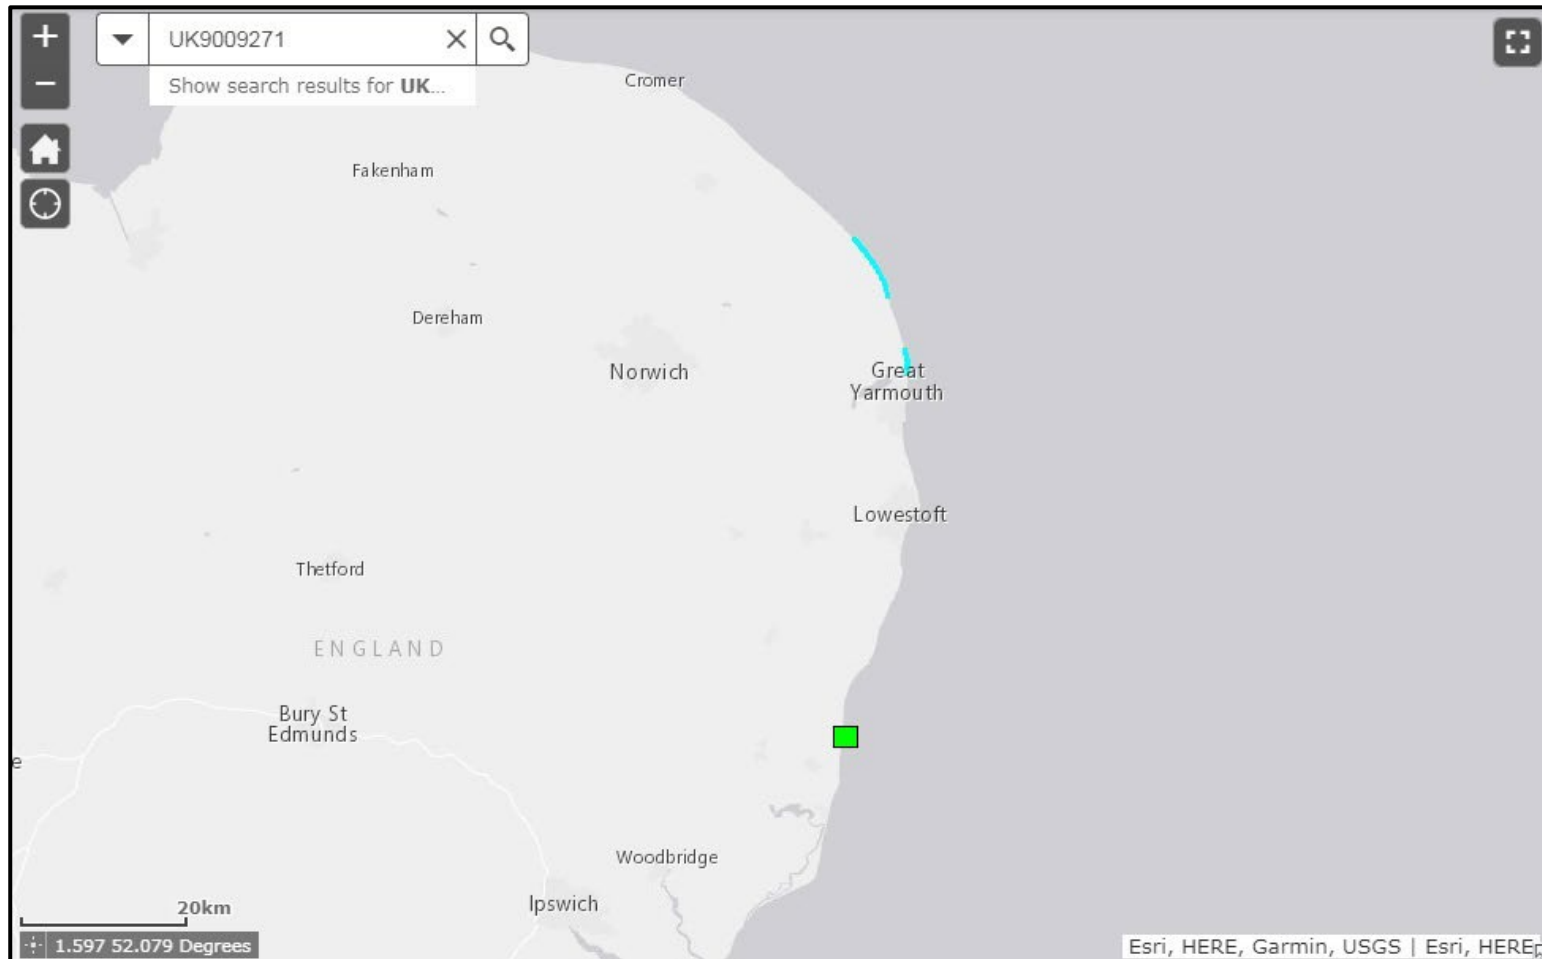 +
UK9009271
−
Show search results for UK...
Cromer
Fakenham
Dereham
Norwich
Great
Yarmouth
Lowestoft
Thetford
ENGLAND
Bury St
Edmunds
e
Woodbridge
Ipswich
20km
1.597 52.079 Degrees
Esri, HERE, Garmin, USGS | Esri, HERE